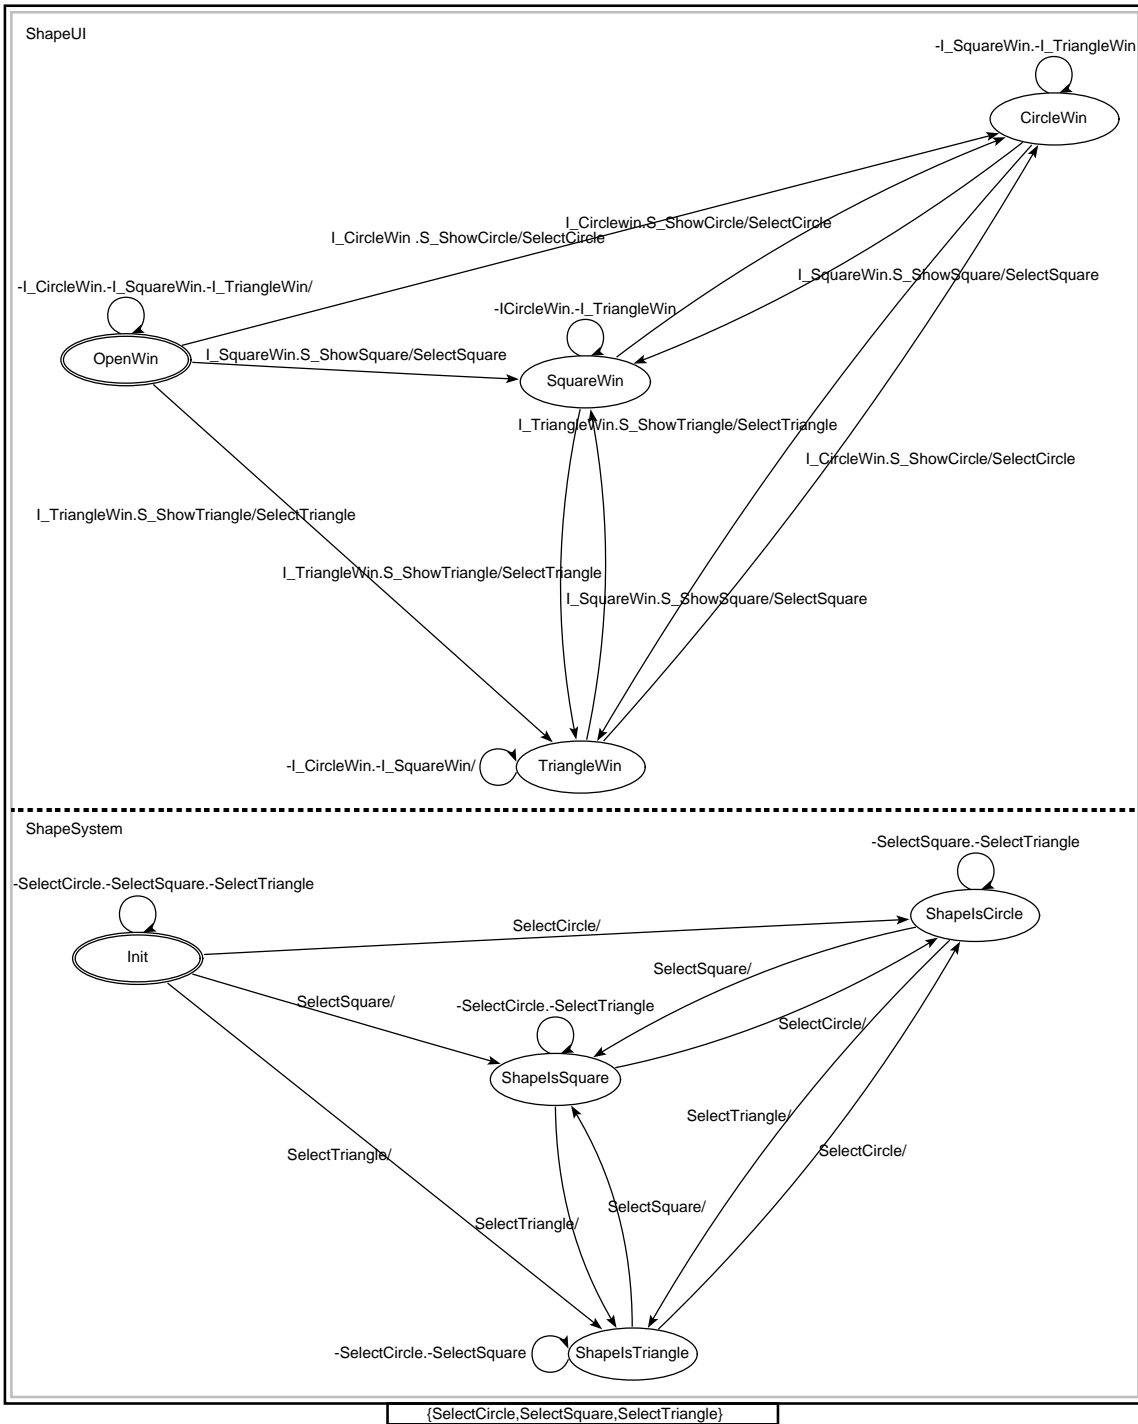 ShapeUI
-I_SquareWin.-I_TriangleWin
CircleWin
I_Circlewin.S_ShowCircle/SelectCircle
I_CircleWin .S_ShowCircle/SelectCircle
I_SquareWin.S_ShowSquare/SelectSquare
-I_CircleWin.-I_SquareWin.-I_TriangleWin/
-ICircleWin.-I_TriangleWin
OpenWin
I_SquareWin.S_ShowSquare/SelectSquare
SquareWin
I_TriangleWin.S_ShowTriangle/SelectTriangle
I_CircleWin.S_ShowCircle/SelectCircle
I_TriangleWin.S_ShowTriangle/SelectTriangle
I_TriangleWin.S_ShowTriangle/SelectTriangle
I_SquareWin.S_ShowSquare/SelectSquare
-I_CircleWin.-I_SquareWin/
TriangleWin
ShapeSystem
-SelectSquare.-SelectTriangle
-SelectCircle.-SelectSquare.-SelectTriangle
ShapeIsCircle
SelectCircle/
Init
SelectSquare/
SelectSquare/
-SelectCircle.-SelectTriangle
SelectCircle/
ShapeIsSquare
SelectTriangle/
SelectTriangle/
SelectCircle/
SelectSquare/
SelectTriangle/
-SelectCircle.-SelectSquare
ShapeIsTriangle
{SelectCircle,SelectSquare,SelectTriangle}